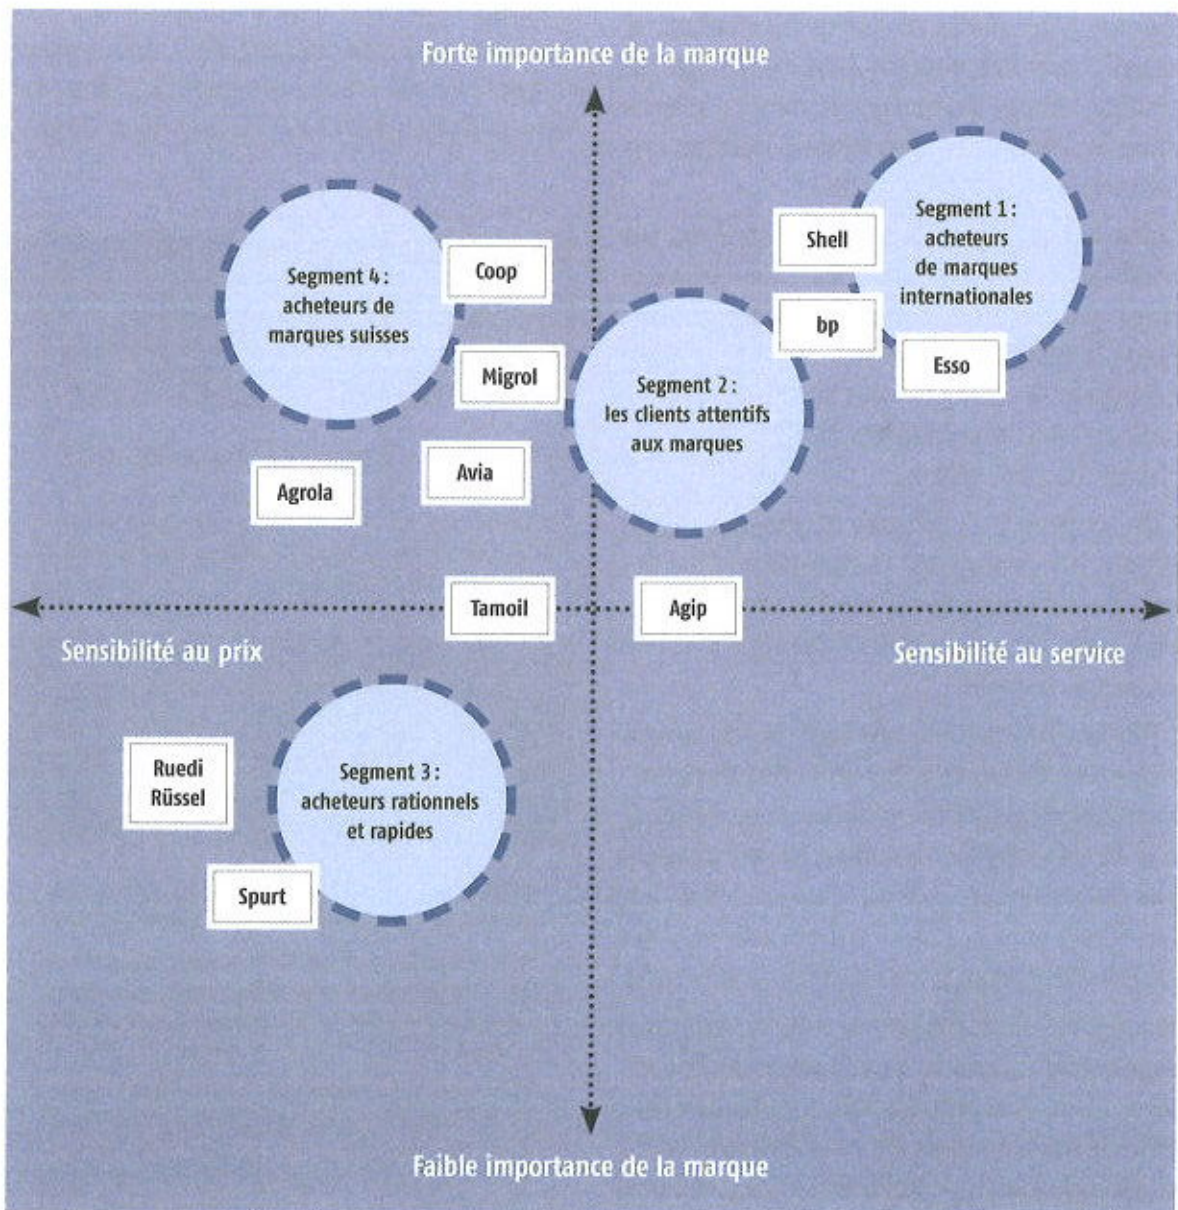 Forte importance de la marque
Segment 1 :
acheteurs
de marques
internationales
Shell
Segment 4 :
acheteurs de
marques suisses
Coop
bp
Esso
Migrol
Segment 2 :
les clients attentifs
aux marques
Avia
Agrola
Tamoil
Agip
Sensibilité au prix
Sensibilité au service
Ruedi
Rüssel
Segment 3 :
acheteurs rationnels
et rapides
Spurt
Faible importance de la marque